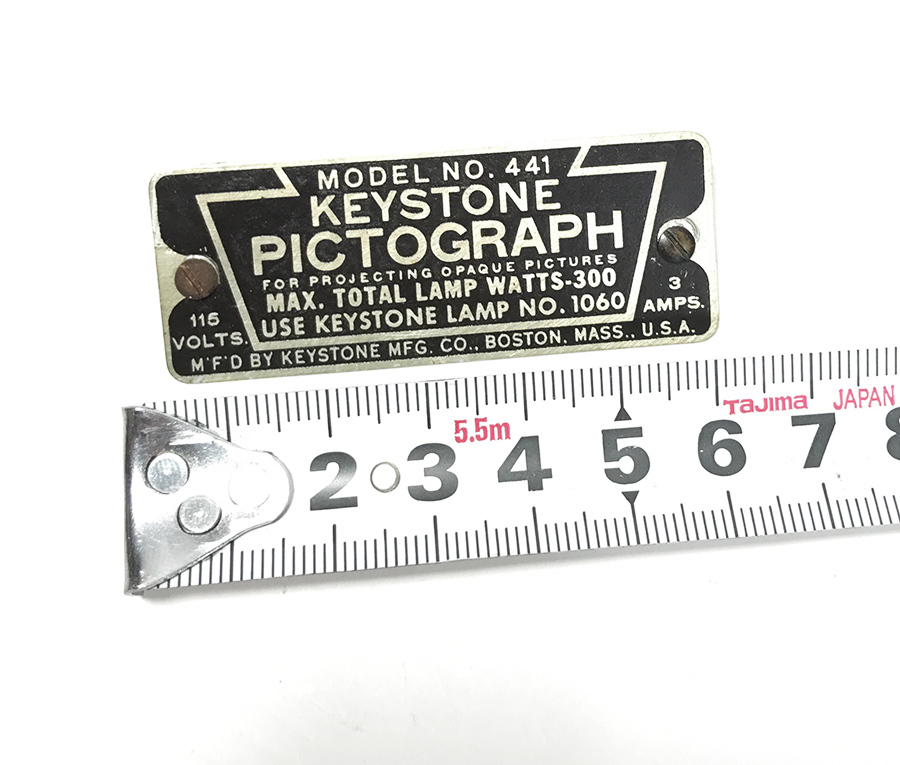 MODEL NO. 441
KEYSTONE
PICTOGRAPH
FOR PROJECTING OPAQUE PICTURES
MAX. TOTAL LAMP WATTS-300
USE KEYSTONE LAMP NO. 1060
115
VOLTS.
3
AMPS.
M'F'D BY KEYSTONE MFG. CO., BOSTON, MASS., U.S.A.
Tajima JAPAN
5.5m
2 3 4 5 6 7 8